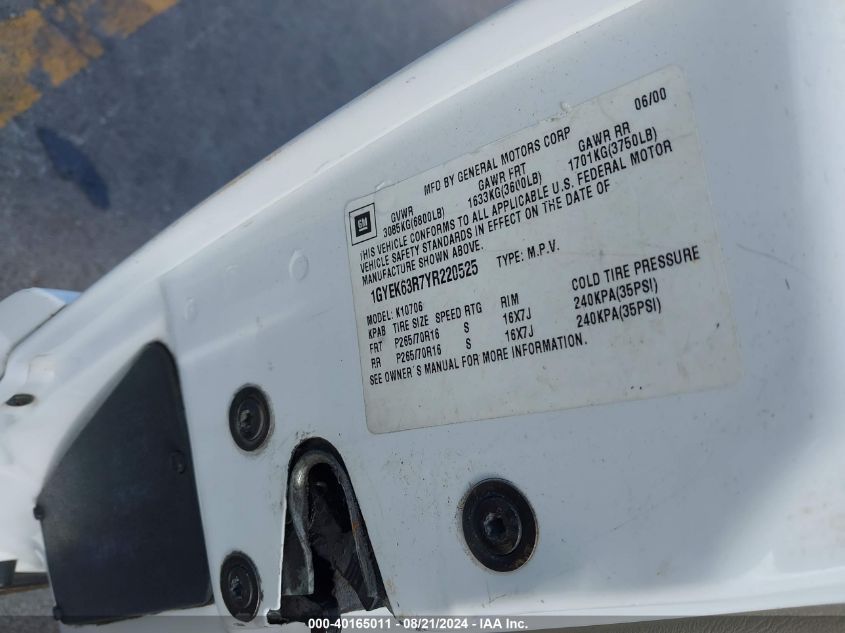 06/00
MFD BY GENERAL MOTORS CORP
GM
GVWR GAWR FRT GAWR RR
3085KG(6800LB) 1633KG(3600LB) 1701KG(3750LB)
THIS VEHICLE CONFORMS TO ALL APPLICABLE U.S. FEDERAL MOTOR
VEHICLE SAFETY STANDARDS IN EFFECT ON THE DATE OF
MANUFACTURE SHOWN ABOVE.
1GYEK63R7YR220525 TYPE: M.P.V.
MODEL: K10706
KPAB TIRE SIZE SPEED RTG RIM COLD TIRE PRESSURE
FRT P265/70R16 S 16X7J 240KPA(35PSI)
RR P265/70R16 S 16X7J 240KPA(35PSI)
SEE OWNER'S MANUAL FOR MORE INFORMATION.
000-40165011 - 08/21/2024 - IAA Inc.